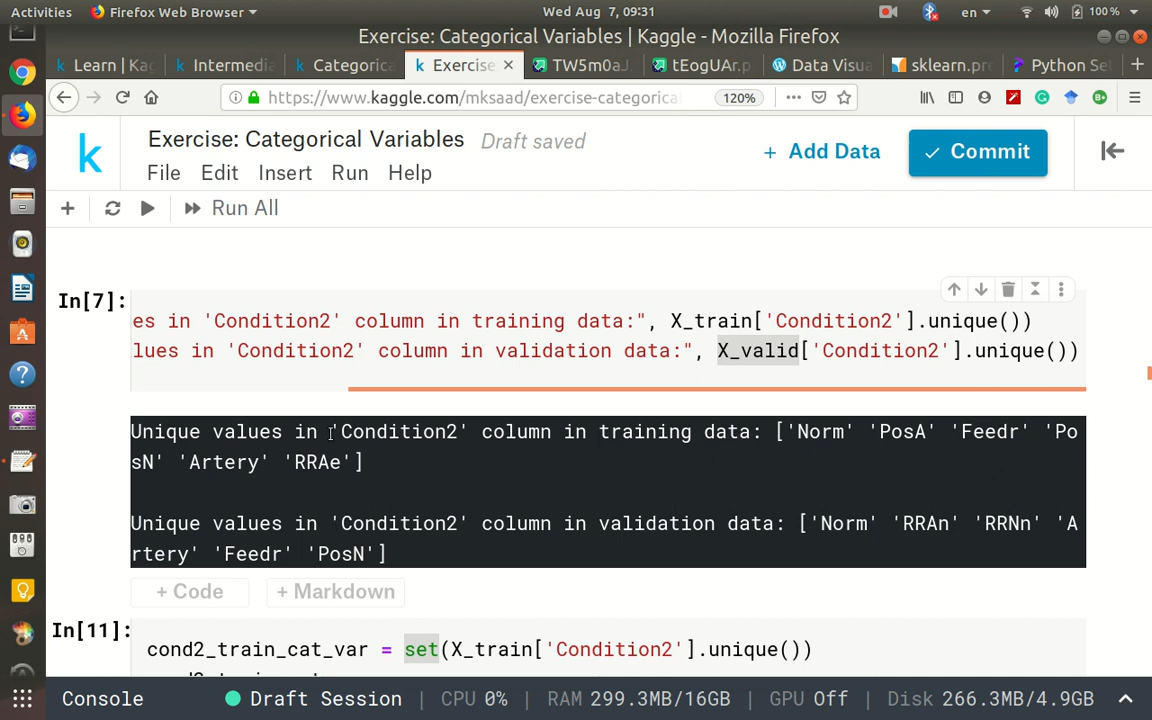 Activities Firefox Web Browser Wed Aug 7, 09:31 en 100 %
Exercise: Categorical Variables | Kaggle - Mozilla Firefox
Learn | Ka Intermedia Categorica Exercise: TW5m0aJ tEogUAr.p Data Visua sklearn.pre Python Se
https://www.kaggle.com/mksaad/exercise-categorica 120%
Exercise: Categorical Variables Draft saved
+ Add Data Commit
File Edit Insert Run Help
Run All
In[7]:
es in 'Condition2' column in training data:", X_train['Condition2'].unique())
lues in 'Condition2' column in validation data:", X_valid['Condition2'].unique())
Unique values in 'Condition2' column in training data: ['Norm' 'PosA' 'Feedr' 'Po
sN' 'Artery' 'RRAe']
Unique values in 'Condition2' column in validation data: ['Norm' 'RRAn' 'RRNn' 'A
rtery' 'Feedr' 'PosN']
+ Code + Markdown
In[11]:
cond2_train_cat_var = set(X_train['Condition2'].unique())
Console Draft Session | CPU 0% | RAM 299.3MB/16GB | GPU Off | Disk 266.3MB/4.9GB